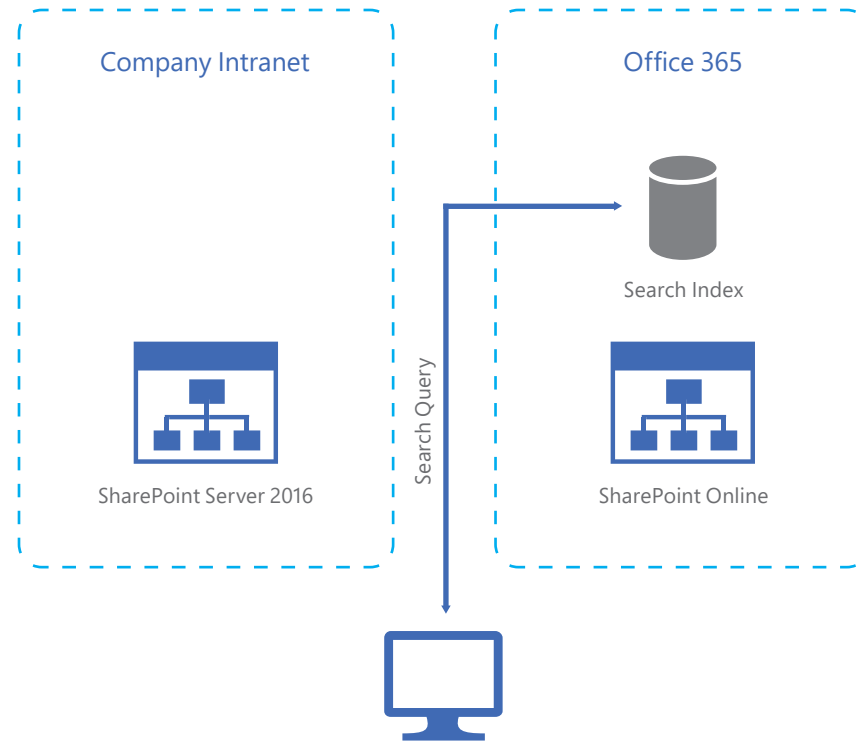 Company Intranet
Office 365
Search Index
Search Query
SharePoint Server 2016
SharePoint Online